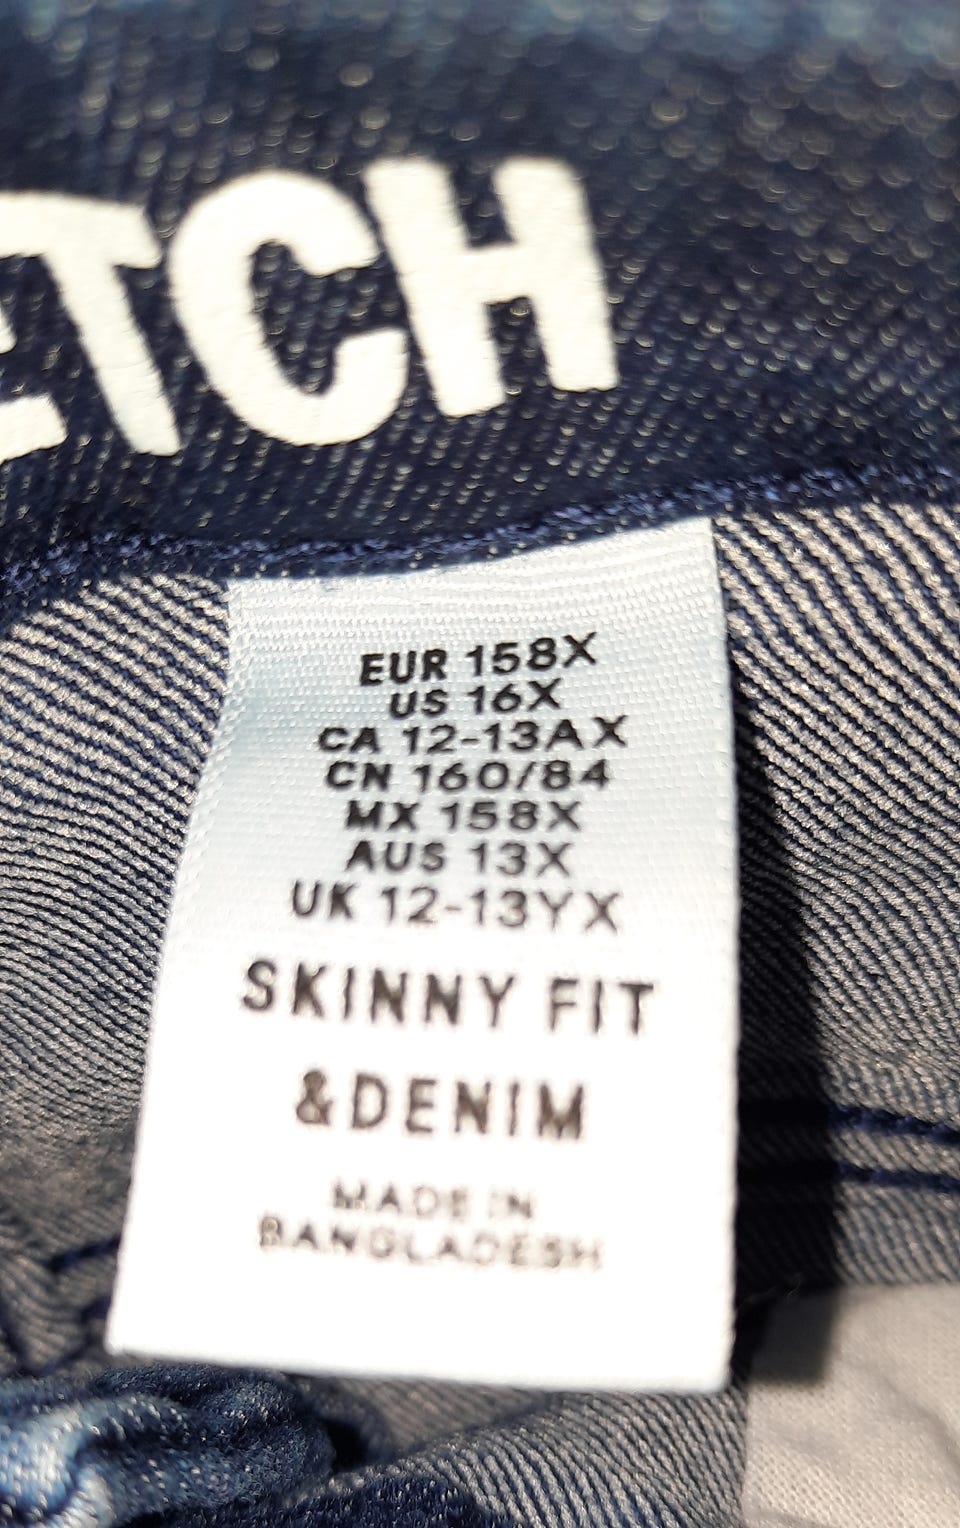 ETCH
EUR 158X
US 16X
CA 12-13AX
CN 160/84
MX 158X
AUS 13X
UK 12-13YX
SKINNY FIT
&DENIM
MADE IN
BANGLADESH